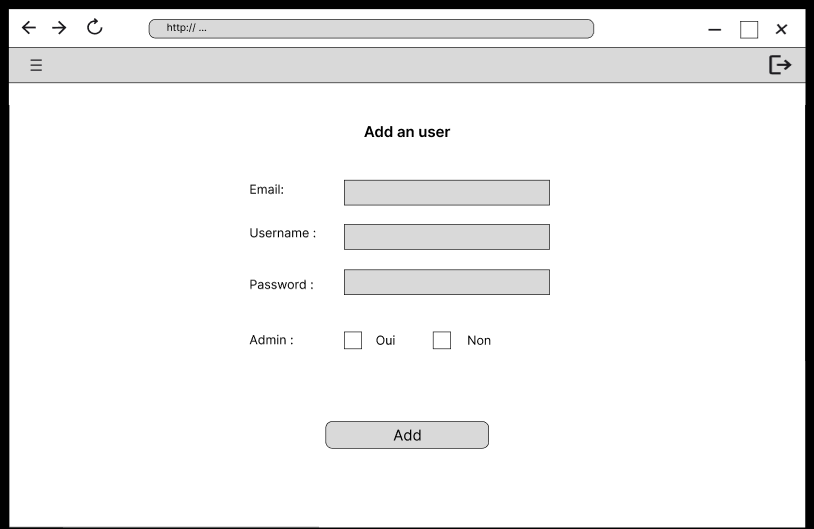 http:// ...
Add an user
Email:
Username :
Password :
Admin : Oui Non
Add